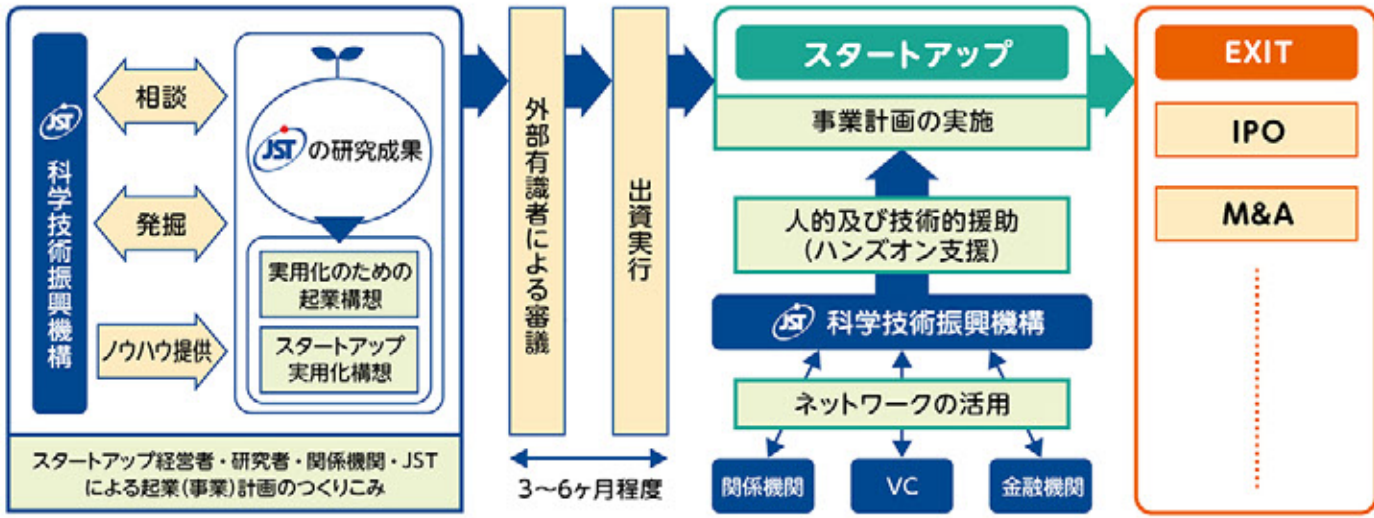 JST
科学技術振興機構
相談
発掘
ノウハウ提供
JSTの研究成果
実用化のための
起業構想
スタートアップ
実用化構想
スタートアップ経営者・研究者・関係機関・JST
による起業(事業)計画のつくりこみ
外部有識者による審議
出資実行
3〜6ヶ月程度
スタートアップ
事業計画の実施
人的及び技術的援助
(ハンズオン支援)
JST 科学技術振興機構
ネットワークの活用
関係機関
VC
金融機関
EXIT
IPO
M&A